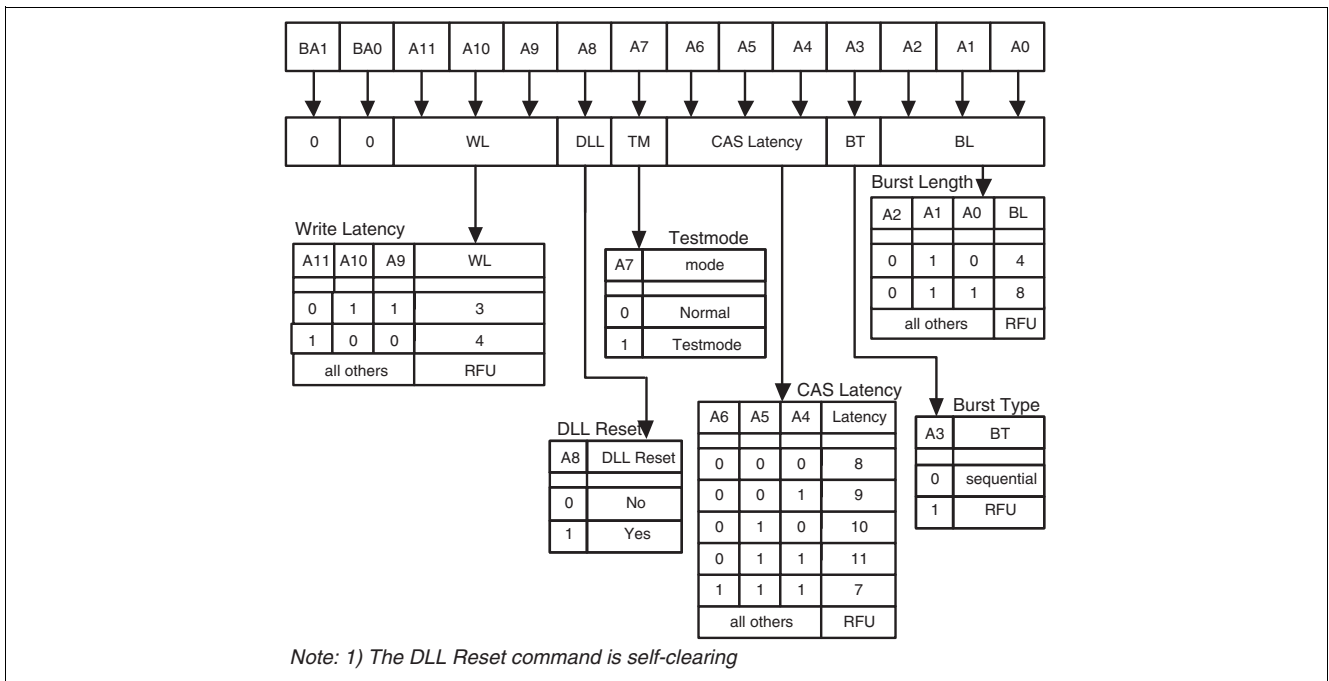 BA1 BA0 A11 A10 A9 A8 A7 A6 A5 A4 A3 A2 A1 A0
0 0 WL DLL TM CAS Latency BT BL
Burst Length
A2 A1 A0 BL
0 1 0 4
0 1 1 8
all others RFU
Write Latency
A11 A10 A9 WL
0 1 1 3
1 0 0 4
all others RFU
Testmode
A7 mode
0 Normal
1 Testmode
CAS Latency
A6 A5 A4 Latency
0 0 0 8
0 0 1 9
0 1 0 10
0 1 1 11
1 1 1 7
all others RFU
Burst Type
A3 BT
0 sequential
1 RFU
DLL Reset
A8 DLL Reset
0 No
1 Yes
Note: 1) The DLL Reset command is self-clearing